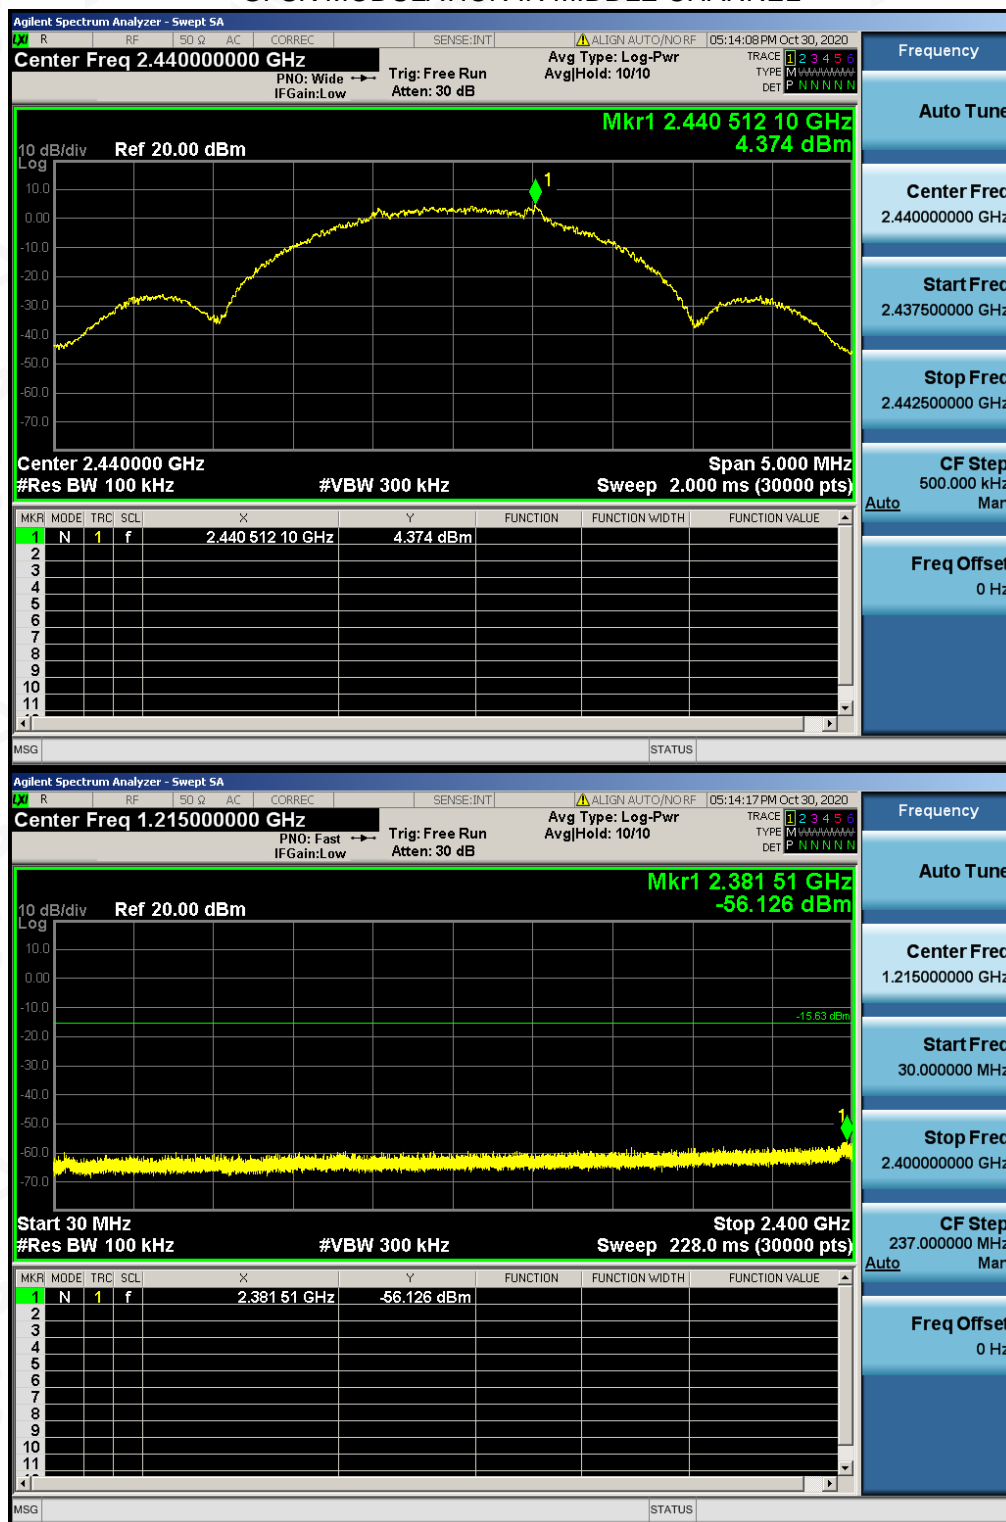 Agilent Spectrum Analyzer - Swept SA
LXI R RF 50 Ω AC CORREC SENSE:INT ALIGN AUTO/NO RF 05:14:08 PM Oct 30, 2020
Center Freq 2.440000000 GHz
PNO: Wide
IFGain:Low
Trig: Free Run
Atten: 30 dB
Avg Type: Log-Pwr
Avg|Hold: 10/10
TRACE 1 2 3 4 5 6
TYPE M
DET P N N N N N
Mkr1 2.440 512 10 GHz
4.374 dBm
10 dB/div Ref 20.00 dBm
Log
10.0
0.00
-10.0
-20.0
-30.0
-40.0
-50.0
-60.0
-70.0
1
Center 2.440000 GHz Span 5.000 MHz
#Res BW 100 kHz #VBW 300 kHz Sweep 2.000 ms (30000 pts)
MKR MODE TRC SCL X Y FUNCTION FUNCTION WIDTH FUNCTION VALUE
1 N 1 f 2.440 512 10 GHz 4.374 dBm
2
3
4
5
6
7
8
9
10
11
MSG STATUS
Frequency
Auto Tune
Center Freq
2.440000000 GHz
Start Freq
2.437500000 GHz
Stop Freq
2.442500000 GHz
CF Step
500.000 kHz
Auto Man
Freq Offset
0 Hz
Agilent Spectrum Analyzer - Swept SA
LXI R RF 50 Ω AC CORREC SENSE:INT ALIGN AUTO/NO RF 05:14:17 PM Oct 30, 2020
Center Freq 1.215000000 GHz
PNO: Fast
IFGain:Low
Trig: Free Run
Atten: 30 dB
Avg Type: Log-Pwr
Avg|Hold: 10/10
TRACE 1 2 3 4 5 6
TYPE M
DET P N N N N N
Mkr1 2.381 51 GHz
-56.126 dBm
10 dB/div Ref 20.00 dBm
Log
10.0
0.00
-10.0
-20.0
-30.0
-40.0
-50.0
-60.0
-70.0
-15.63 dBm
1
Start 30 MHz Stop 2.400 GHz
#Res BW 100 kHz #VBW 300 kHz Sweep 228.0 ms (30000 pts)
MKR MODE TRC SCL X Y FUNCTION FUNCTION WIDTH FUNCTION VALUE
1 N 1 f 2.381 51 GHz -56.126 dBm
2
3
4
5
6
7
8
9
10
11
MSG STATUS
Frequency
Auto Tune
Center Freq
1.215000000 GHz
Start Freq
30.000000 MHz
Stop Freq
2.400000000 GHz
CF Step
237.000000 MHz
Auto Man
Freq Offset
0 Hz